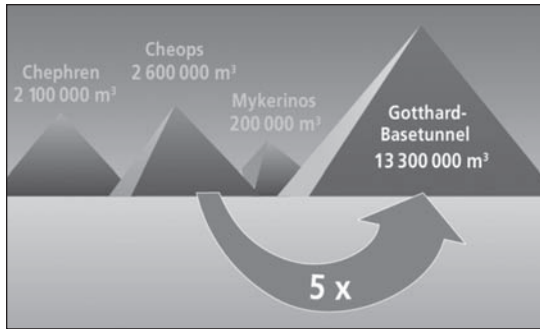 Chephren
2 100 000 m³
Cheops
2 600 000 m³
Mykerinos
200 000 m³
Gotthard-
Basetunnel
13 300 000 m³
5 x